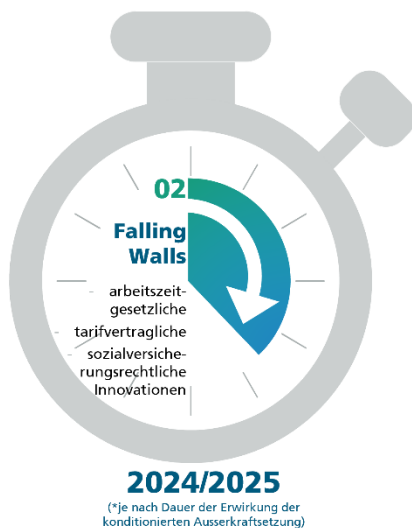 02
Falling
Walls
- arbeitszeit-
gesetzliche
- tarifvertragliche
- sozialversiche-
rungsrechtliche
Innovationen
2024/2025
(*je nach Dauer der Erwirkung der
konditionierten Ausserkraftsetzung)